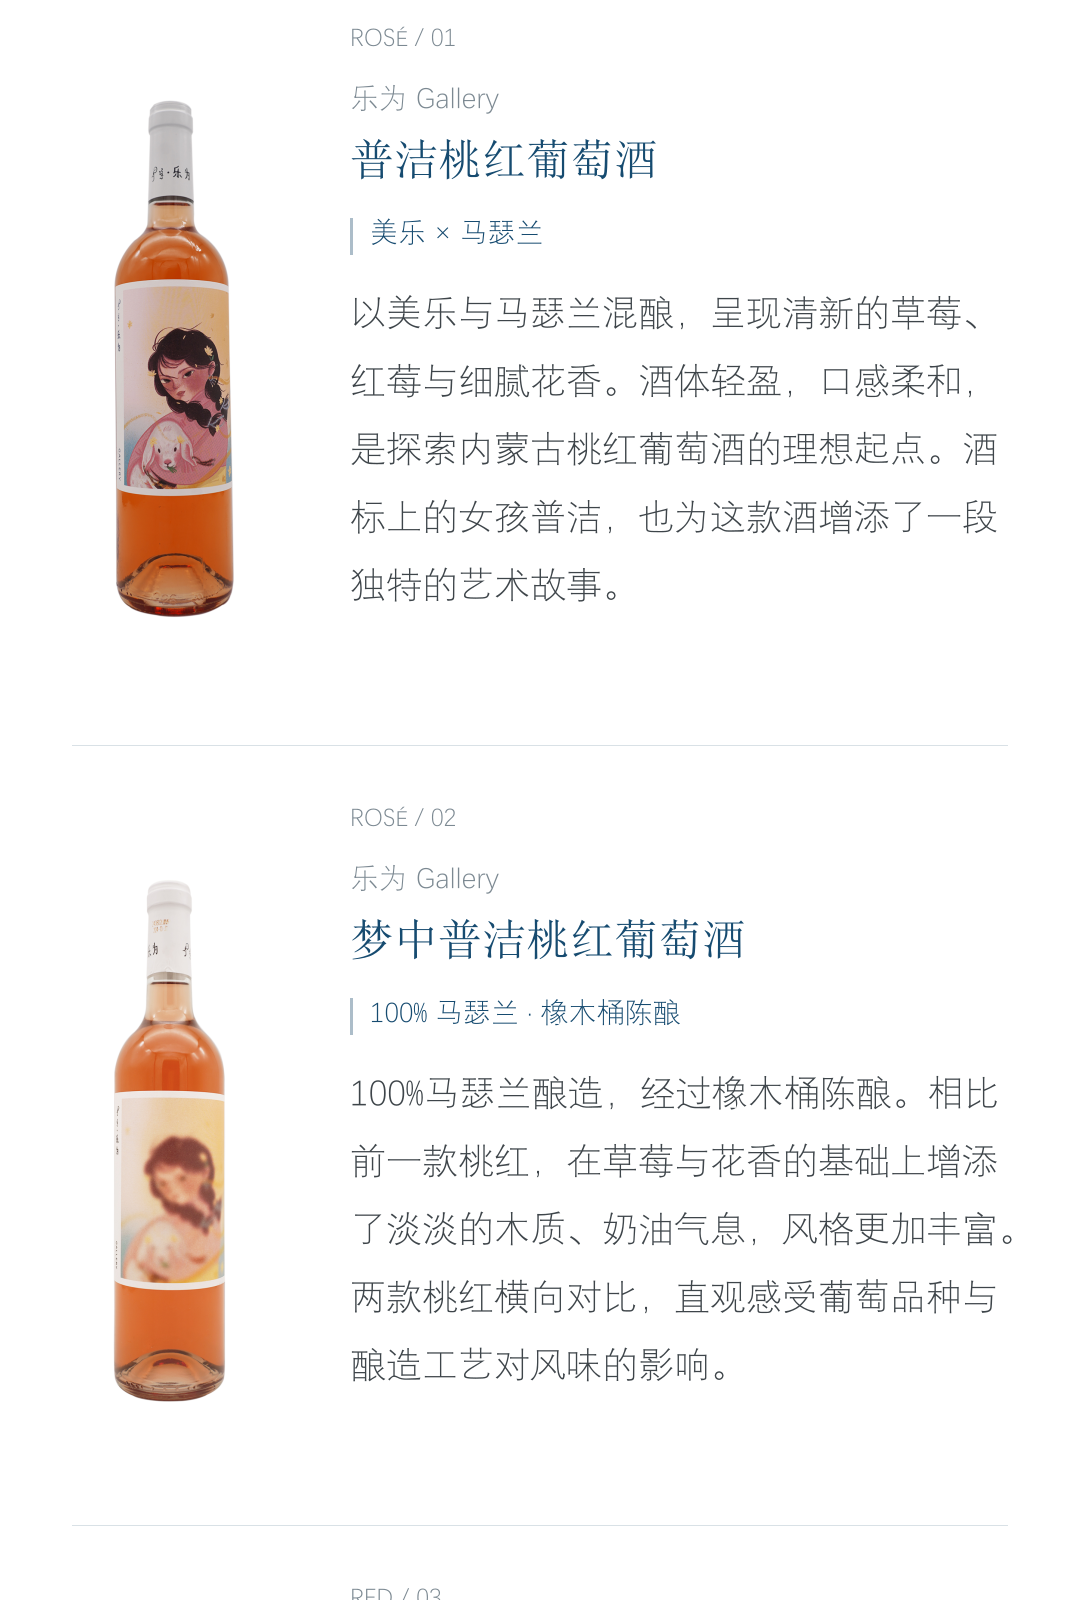 ROSÉ / 01
乐为 Gallery
普洁桃红葡萄酒
美乐 × 马瑟兰
以美乐与马瑟兰混酿，呈现清新的草莓、
红莓与细腻花香。酒体轻盈，口感柔和，
是探索内蒙古桃红葡萄酒的理想起点。酒
标上的女孩普洁，也为这款酒增添了一段
独特的艺术故事。
ROSÉ / 02
乐为 Gallery
梦中普洁桃红葡萄酒
100% 马瑟兰 · 橡木桶陈酿
100%马瑟兰酿造，经过橡木桶陈酿。相比
前一款桃红，在草莓与花香的基础上增添
了淡淡的木质、奶油气息，风格更加丰富。
两款桃红横向对比，直观感受葡萄品种与
酿造工艺对风味的影响。
RED / 03